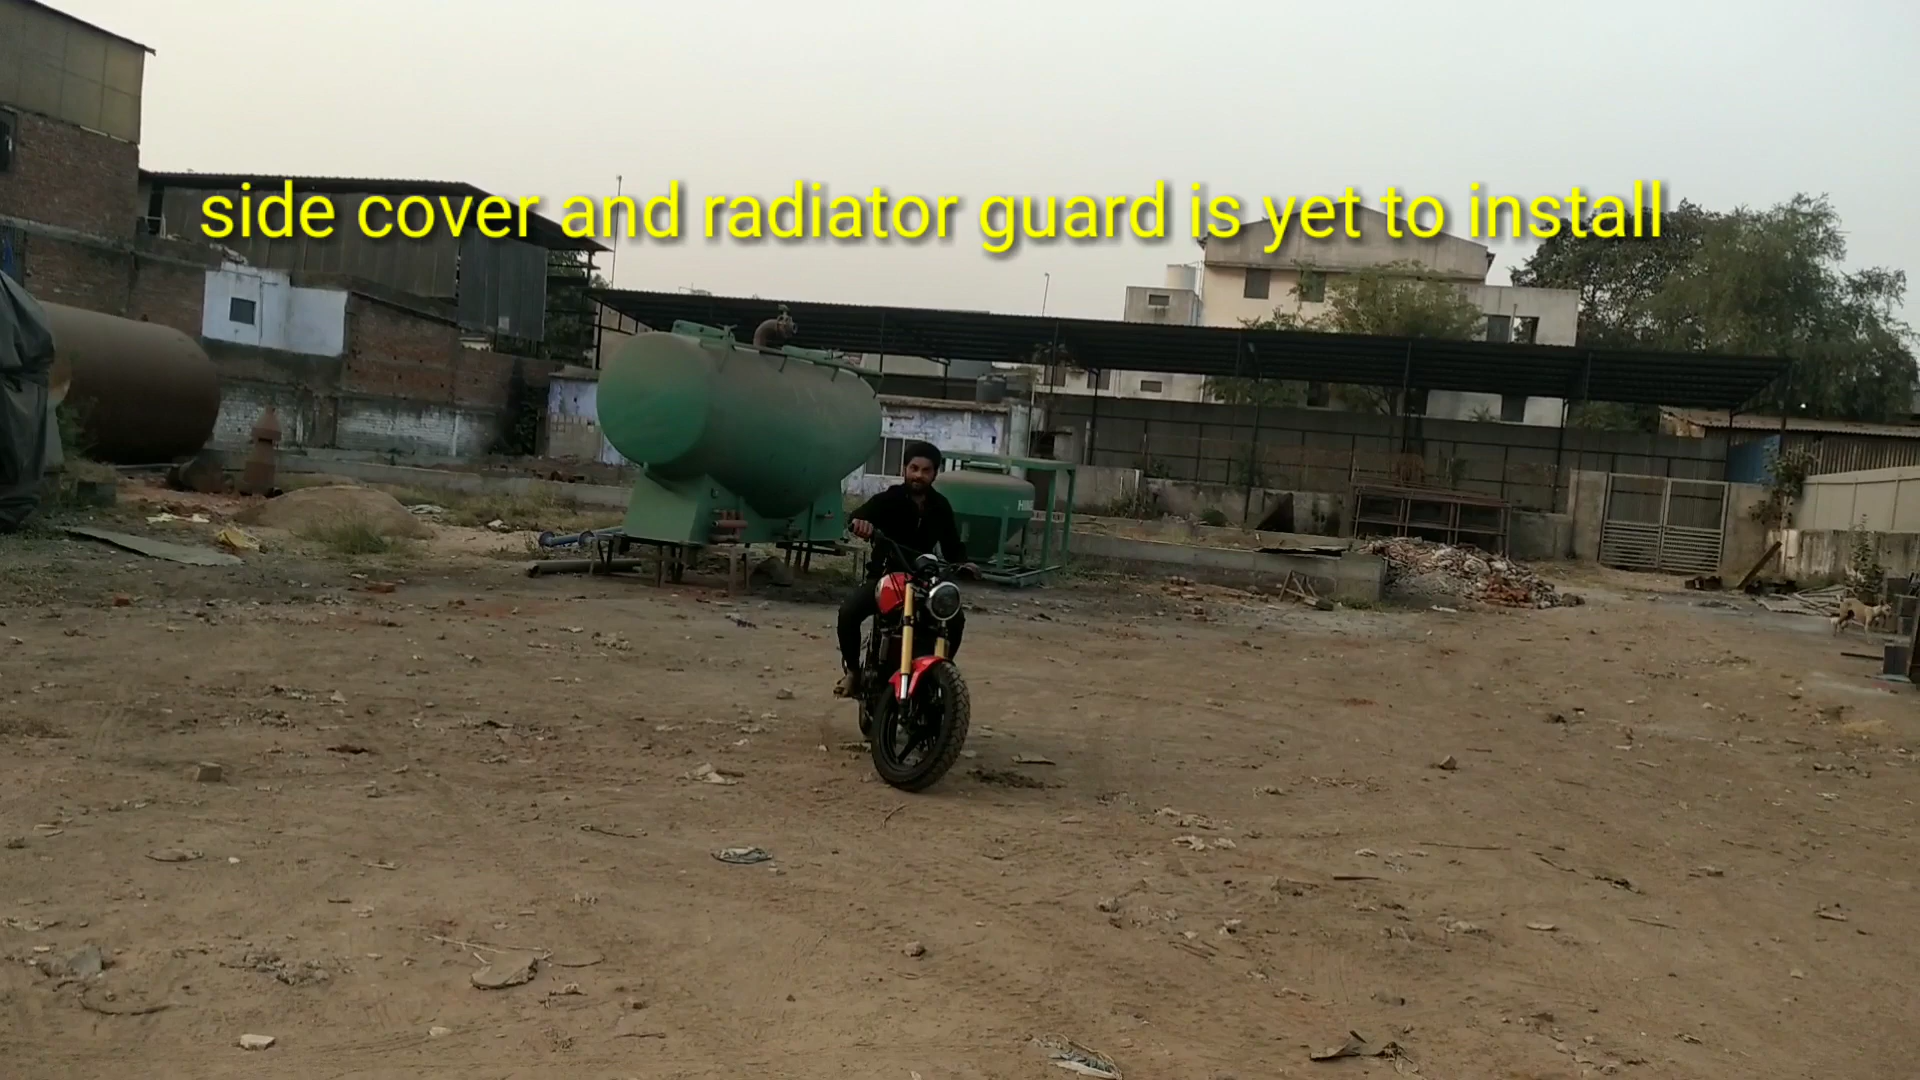 side cover and radiator guard is yet to install